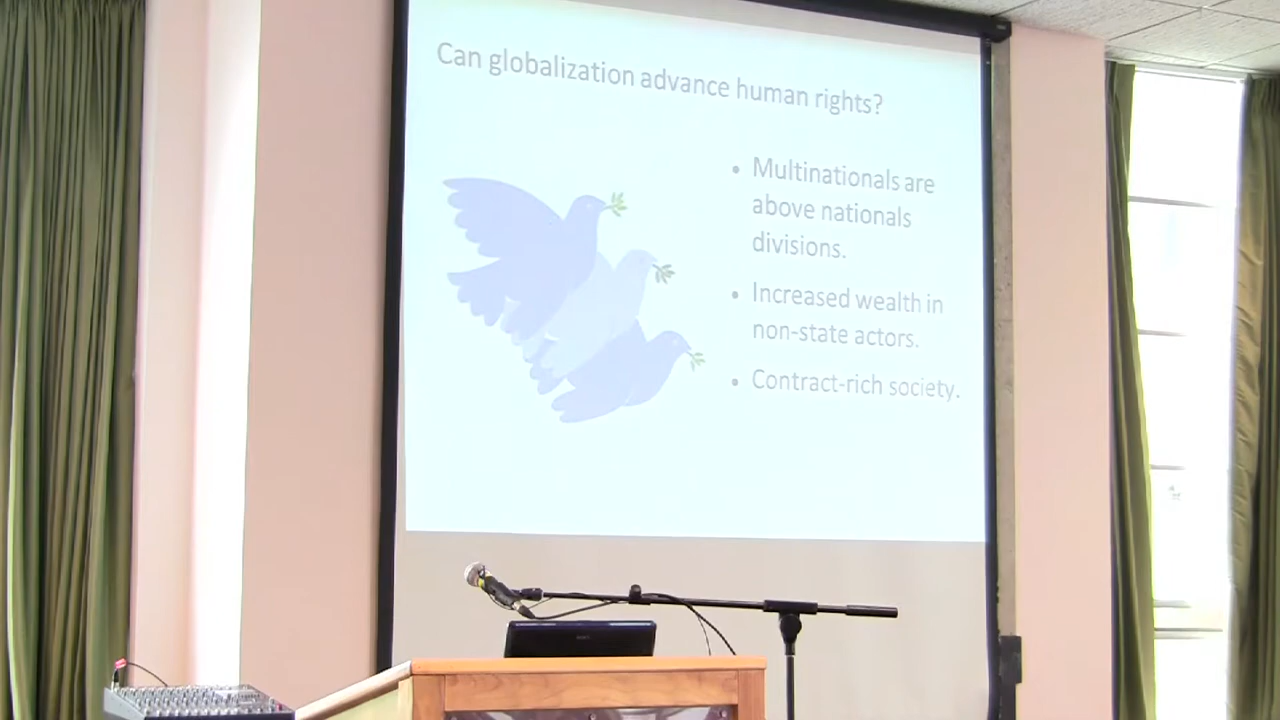 Can globalization advance human rights?
• Multinationals are
above nationals
divisions.
• Increased wealth in
non-state actors.
• Contract-rich society.